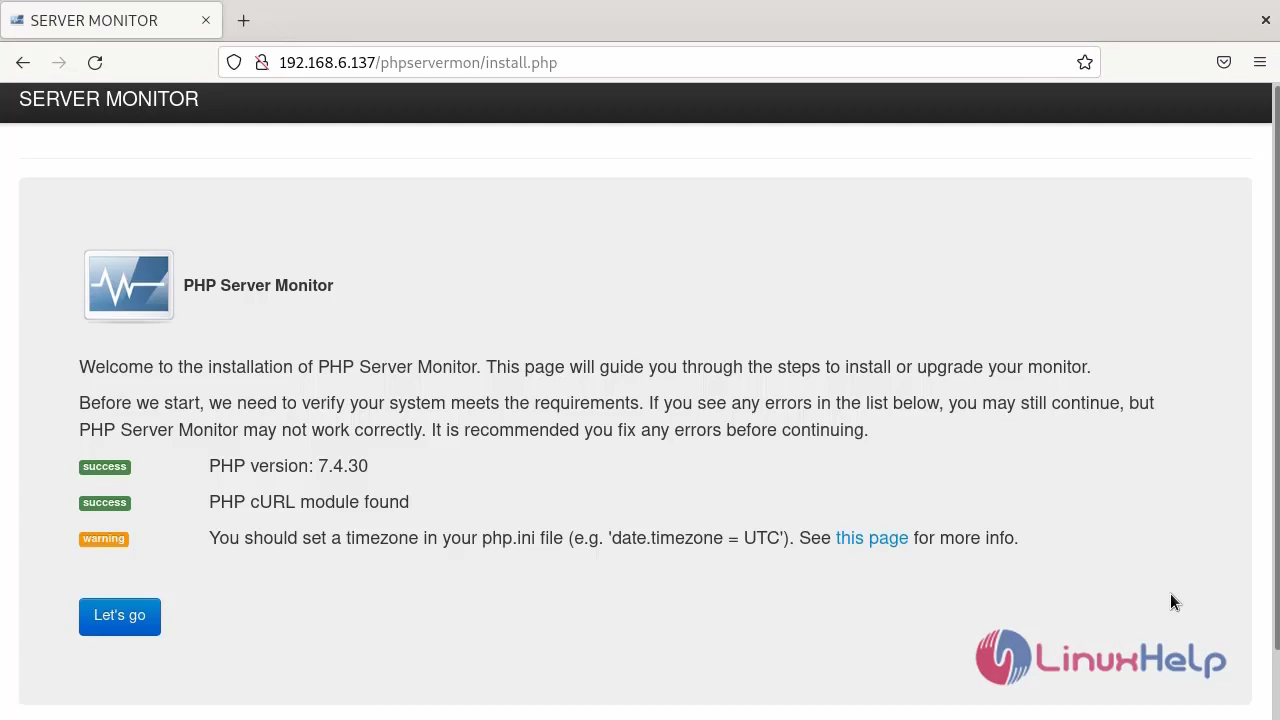 SERVER MONITOR
192.168.6.137/phpservermon/install.php
SERVER MONITOR
PHP Server Monitor
Welcome to the installation of PHP Server Monitor. This page will guide you through the steps to install or upgrade your monitor.
Before we start, we need to verify your system meets the requirements. If you see any errors in the list below, you may still continue, but
PHP Server Monitor may not work correctly. It is recommended you fix any errors before continuing.
success PHP version: 7.4.30
success PHP cURL module found
warning You should set a timezone in your php.ini file (e.g. 'date.timezone = UTC'). See this page for more info.
Let's go
LinuxHelp